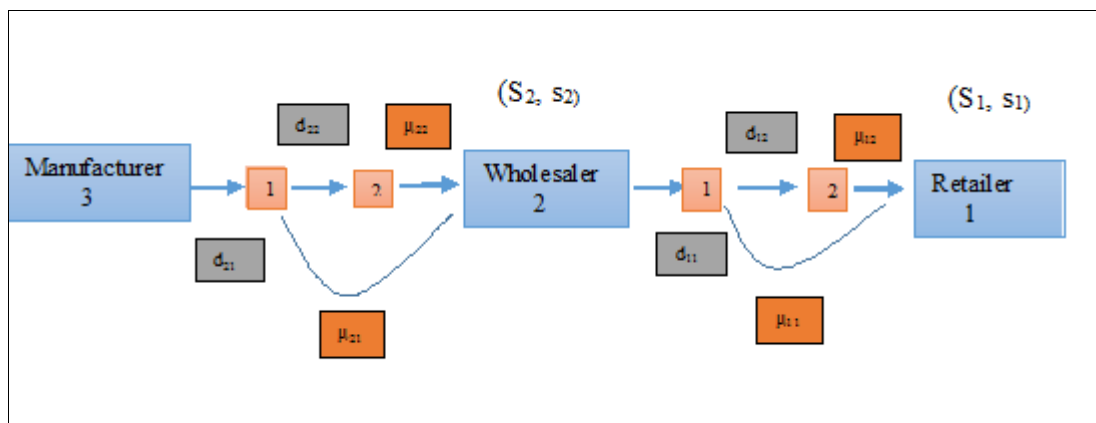 (S₂, s₂)
(S₁, s₁)
d₂₂
μ₂₂
d₁₂
μ₁₂
Manufacturer
3
1
2
Wholesaler
2
1
2
Retailer
1
d₂₁
d₁₁
μ₂₁
μ₁₁